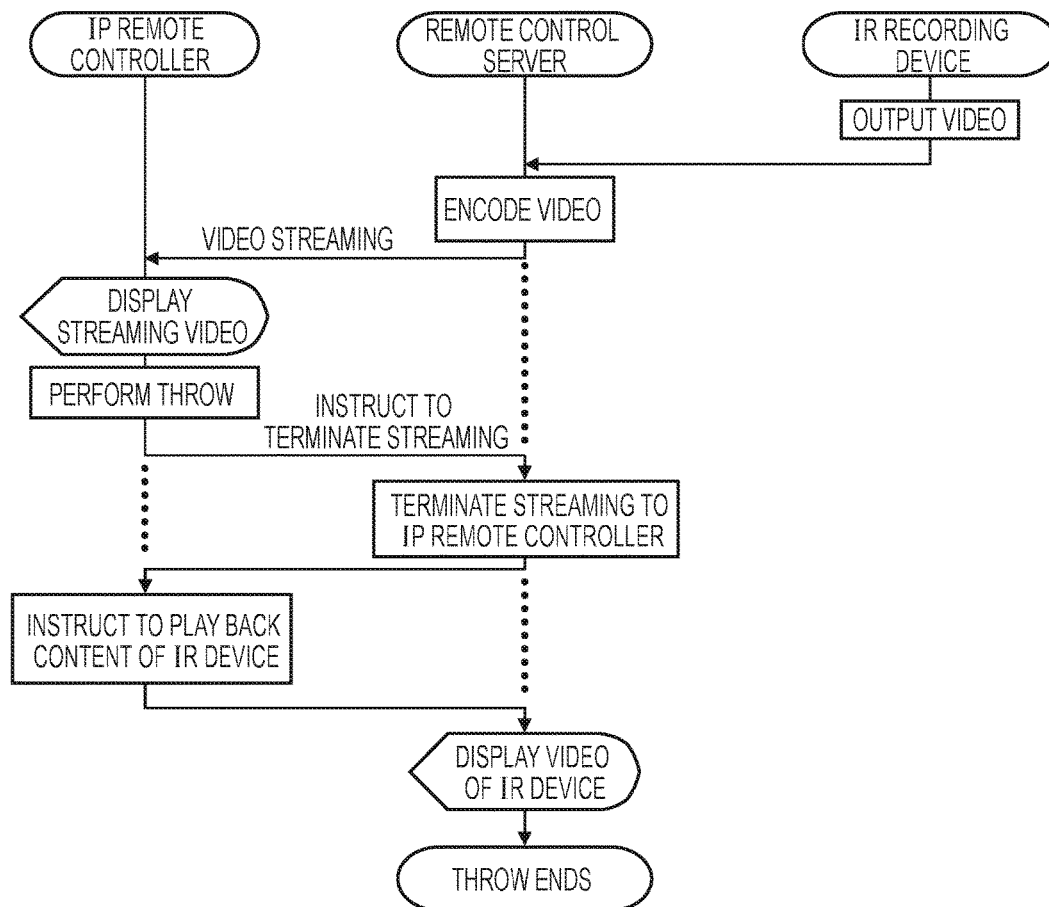 IP REMOTE
CONTROLLER
REMOTE CONTROL
SERVER
IR RECORDING
DEVICE
OUTPUT VIDEO
ENCODE VIDEO
VIDEO STREAMING
DISPLAY
STREAMING VIDEO
PERFORM THROW
INSTRUCT TO
TERMINATE STREAMING
TERMINATE STREAMING TO
IP REMOTE CONTROLLER
INSTRUCT TO PLAY BACK
CONTENT OF IR DEVICE
DISPLAY VIDEO
OF IR DEVICE
THROW ENDS